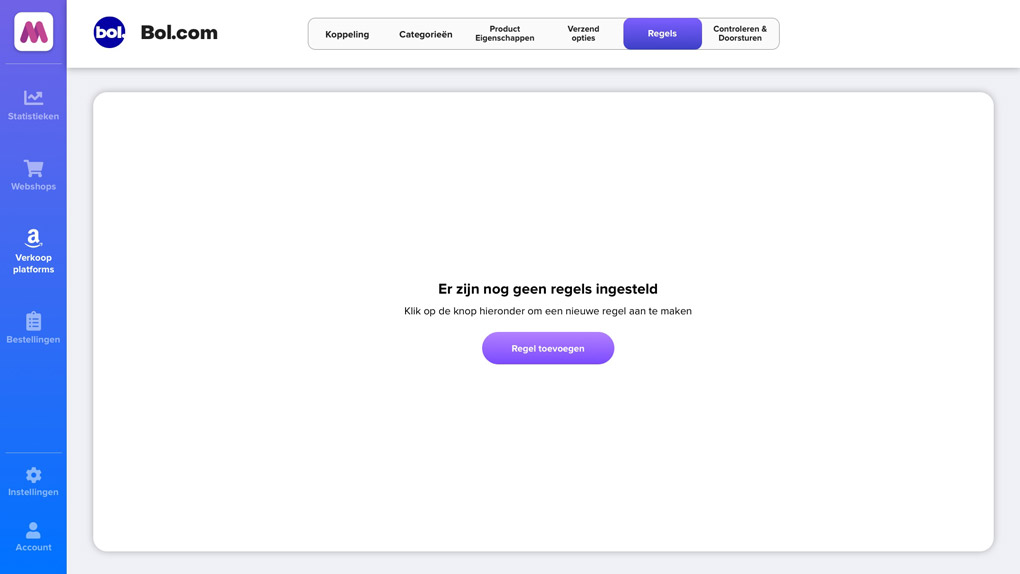 bol.
Bol.com
Koppeling
Categorieën
Product
Eigenschappen
Verzend
opties
Regels
Controleren &
Doorsturen
Statistieken
Webshops
Verkoop
platforms
Bestellingen
Instellingen
Account
Er zijn nog geen regels ingesteld
Klik op de knop hieronder om een nieuwe regel aan te maken
Regel toevoegen